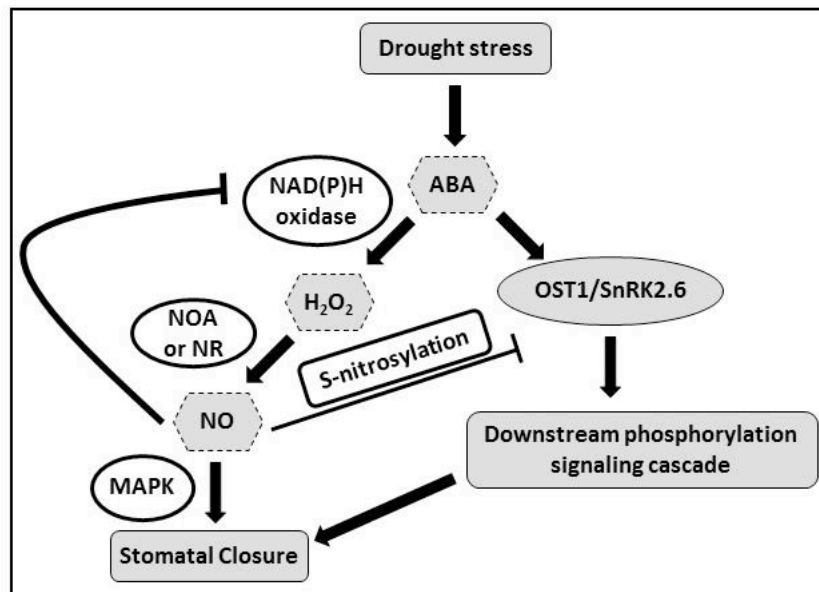 Drought stress
NAD(P)H
oxidase
ABA
H₂O₂
OST1/SnRK2.6
NOA
or NR
S-nitrosylation
NO
Downstream phosphorylation
signaling cascade
MAPK
Stomatal Closure